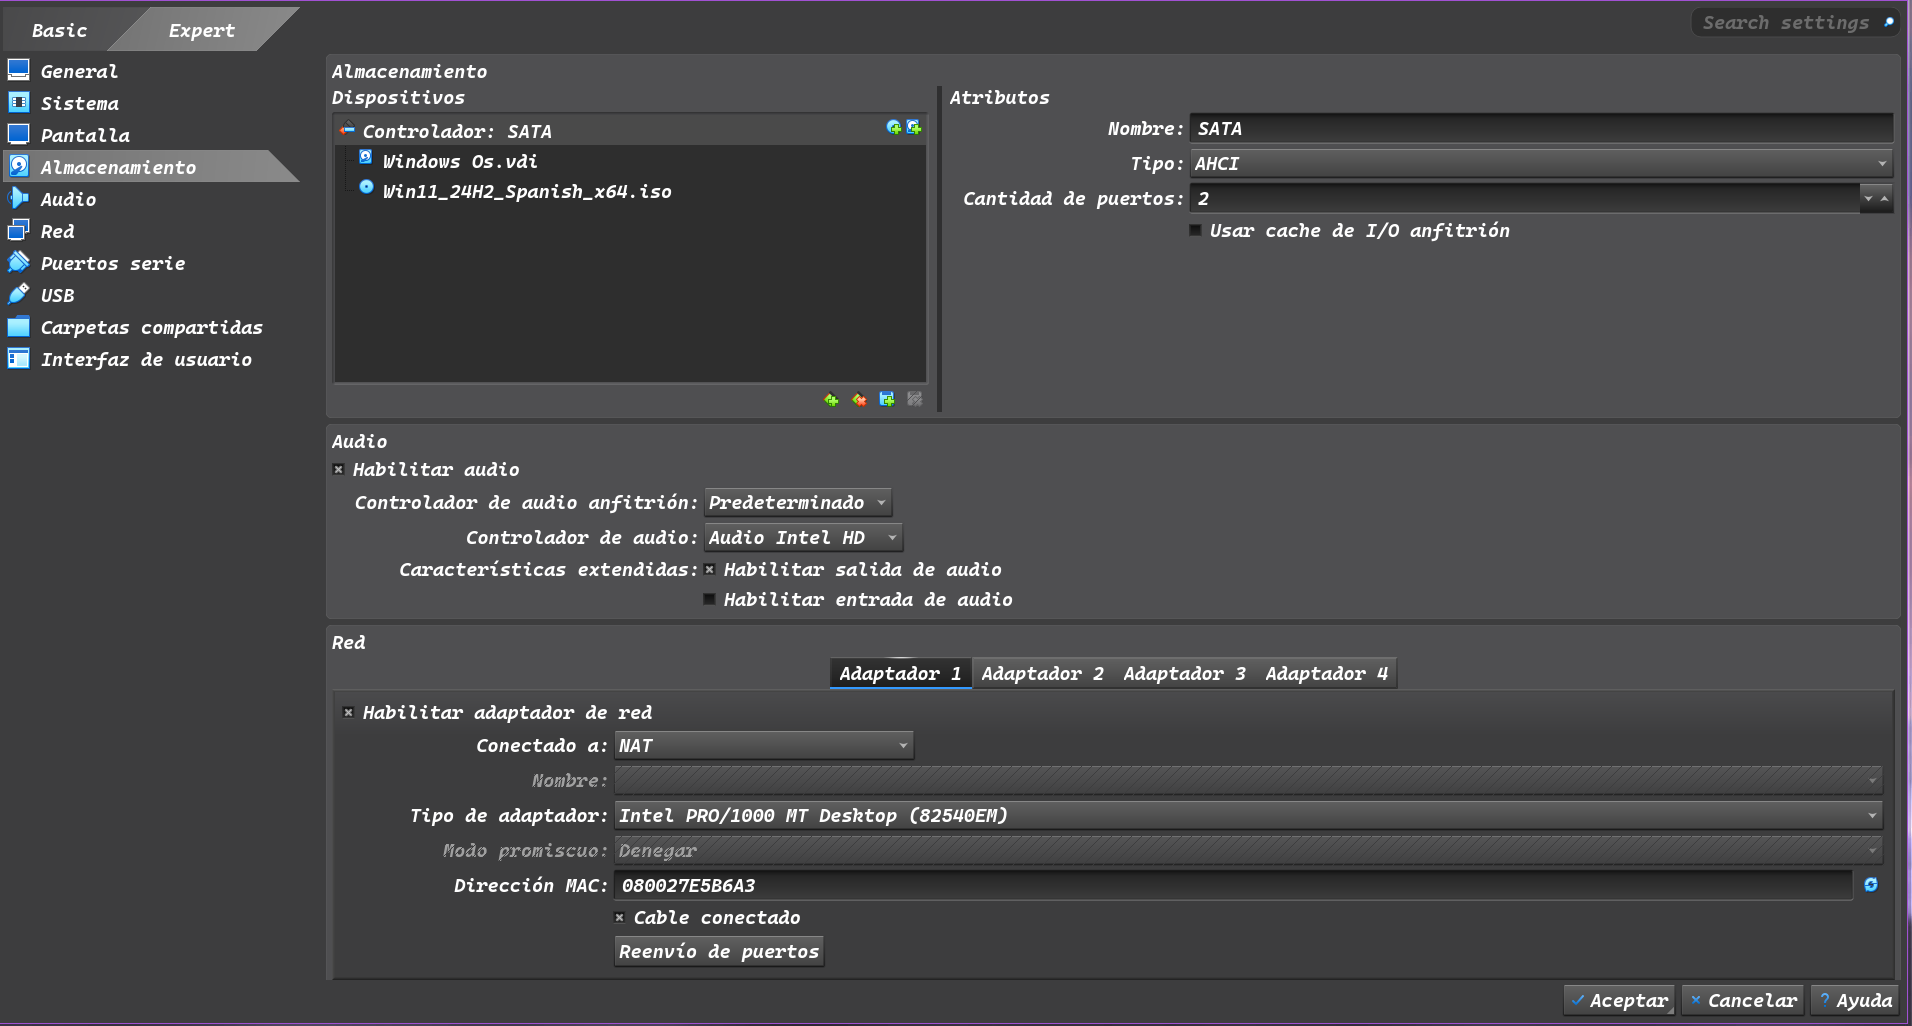 Basic
Expert
Search settings
General
Sistema
Pantalla
Almacenamiento
Audio
Red
Puertos serie
USB
Carpetas compartidas
Interfaz de usuario
Almacenamiento
Dispositivos
Controlador: SATA
Windows Os.vdi
Win11_24H2_Spanish_x64.iso
Atributos
Nombre: SATA
Tipo: AHCI
Cantidad de puertos: 2
Usar cache de I/O anfitrión
Audio
Habilitar audio
Controlador de audio anfitrión: Predeterminado
Controlador de audio: Audio Intel HD
Características extendidas: Habilitar salida de audio
Habilitar entrada de audio
Red
Adaptador 1 Adaptador 2 Adaptador 3 Adaptador 4
Habilitar adaptador de red
Conectado a: NAT
Nombre:
Tipo de adaptador: Intel PRO/1000 MT Desktop (82540EM)
Modo promiscuo: Denegar
Dirección MAC: 080027E5B6A3
Cable conectado
Reenvío de puertos
Aceptar Cancelar ? Ayuda